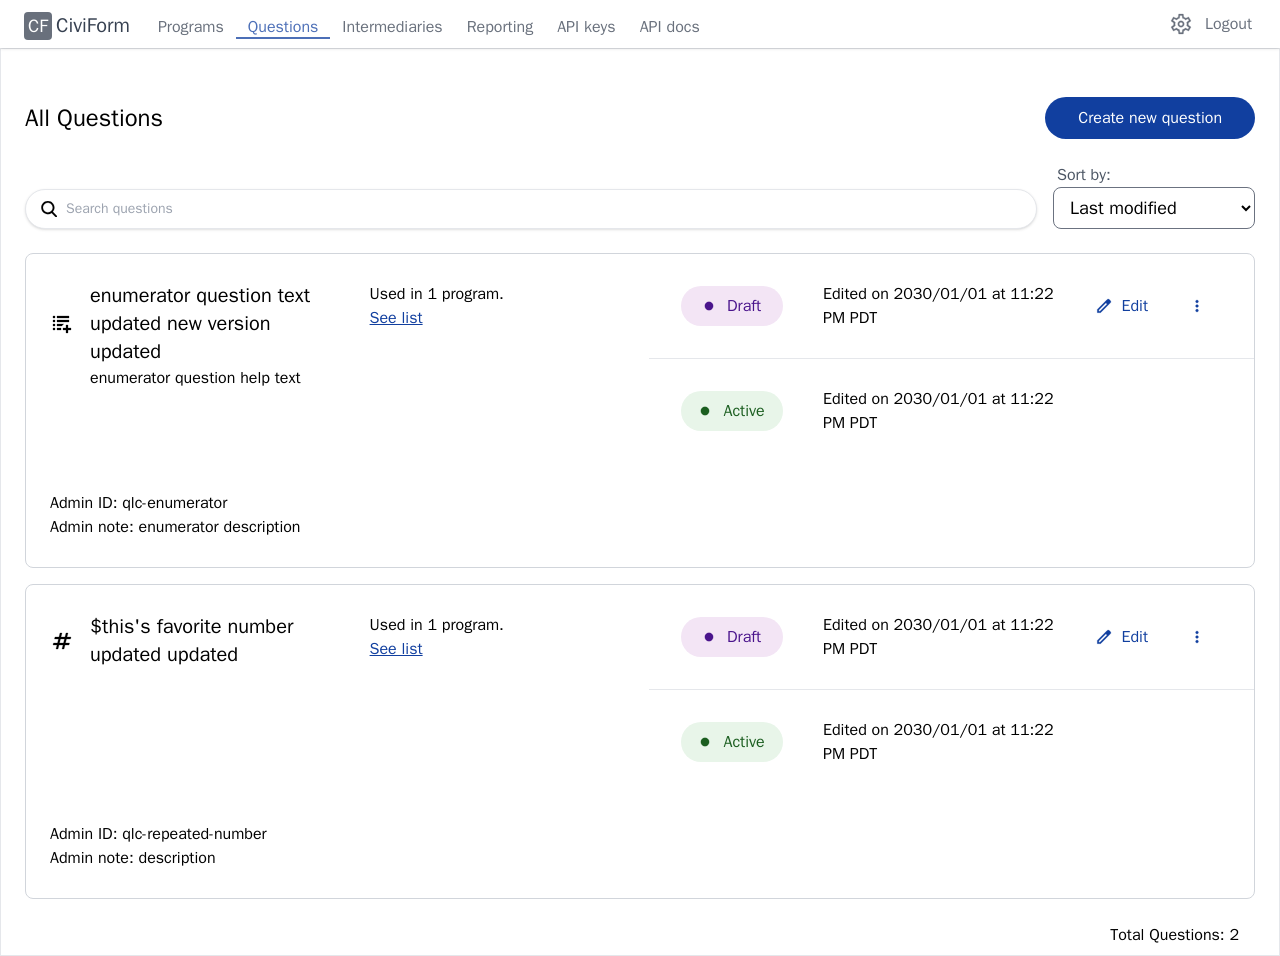 CF CiviForm Programs Questions Intermediaries Reporting API keys API docs Logout
All Questions
Create new question
Sort by:
Search questions
Last modified
enumerator question text
updated new version
updated
enumerator question help text
Used in 1 program.
See list
Draft
Edited on 2030/01/01 at 11:22
PM PDT
Edit
Active
Edited on 2030/01/01 at 11:22
PM PDT
Admin ID: qlc-enumerator
Admin note: enumerator description
$this's favorite number
updated updated
Used in 1 program.
See list
Draft
Edited on 2030/01/01 at 11:22
PM PDT
Edit
Active
Edited on 2030/01/01 at 11:22
PM PDT
Admin ID: qlc-repeated-number
Admin note: description
Total Questions: 2